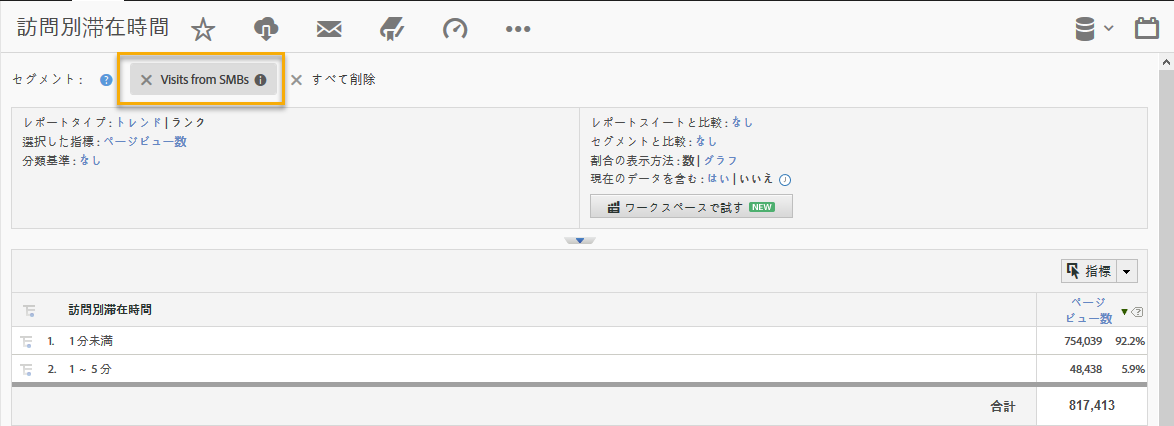 訪問別滞在時間
セグメント： ? Visits from SMBs すべて削除
レポートタイプ : トレンド | ランク
選択した指標 : ページビュー数
分類基準 : なし
レポートスイートと比較 : なし
セグメントと比較 : なし
割合の表示方法 : 数 | グラフ
現在のデータを含む : はい | いいえ i
ワークスペースで試す NEW
指標
訪問別滞在時間 ページ
ビュー数 ?
1. 1 分未満 754,039 92.2%
2. 1 ~ 5 分 48,438 5.9%
合計 817,413